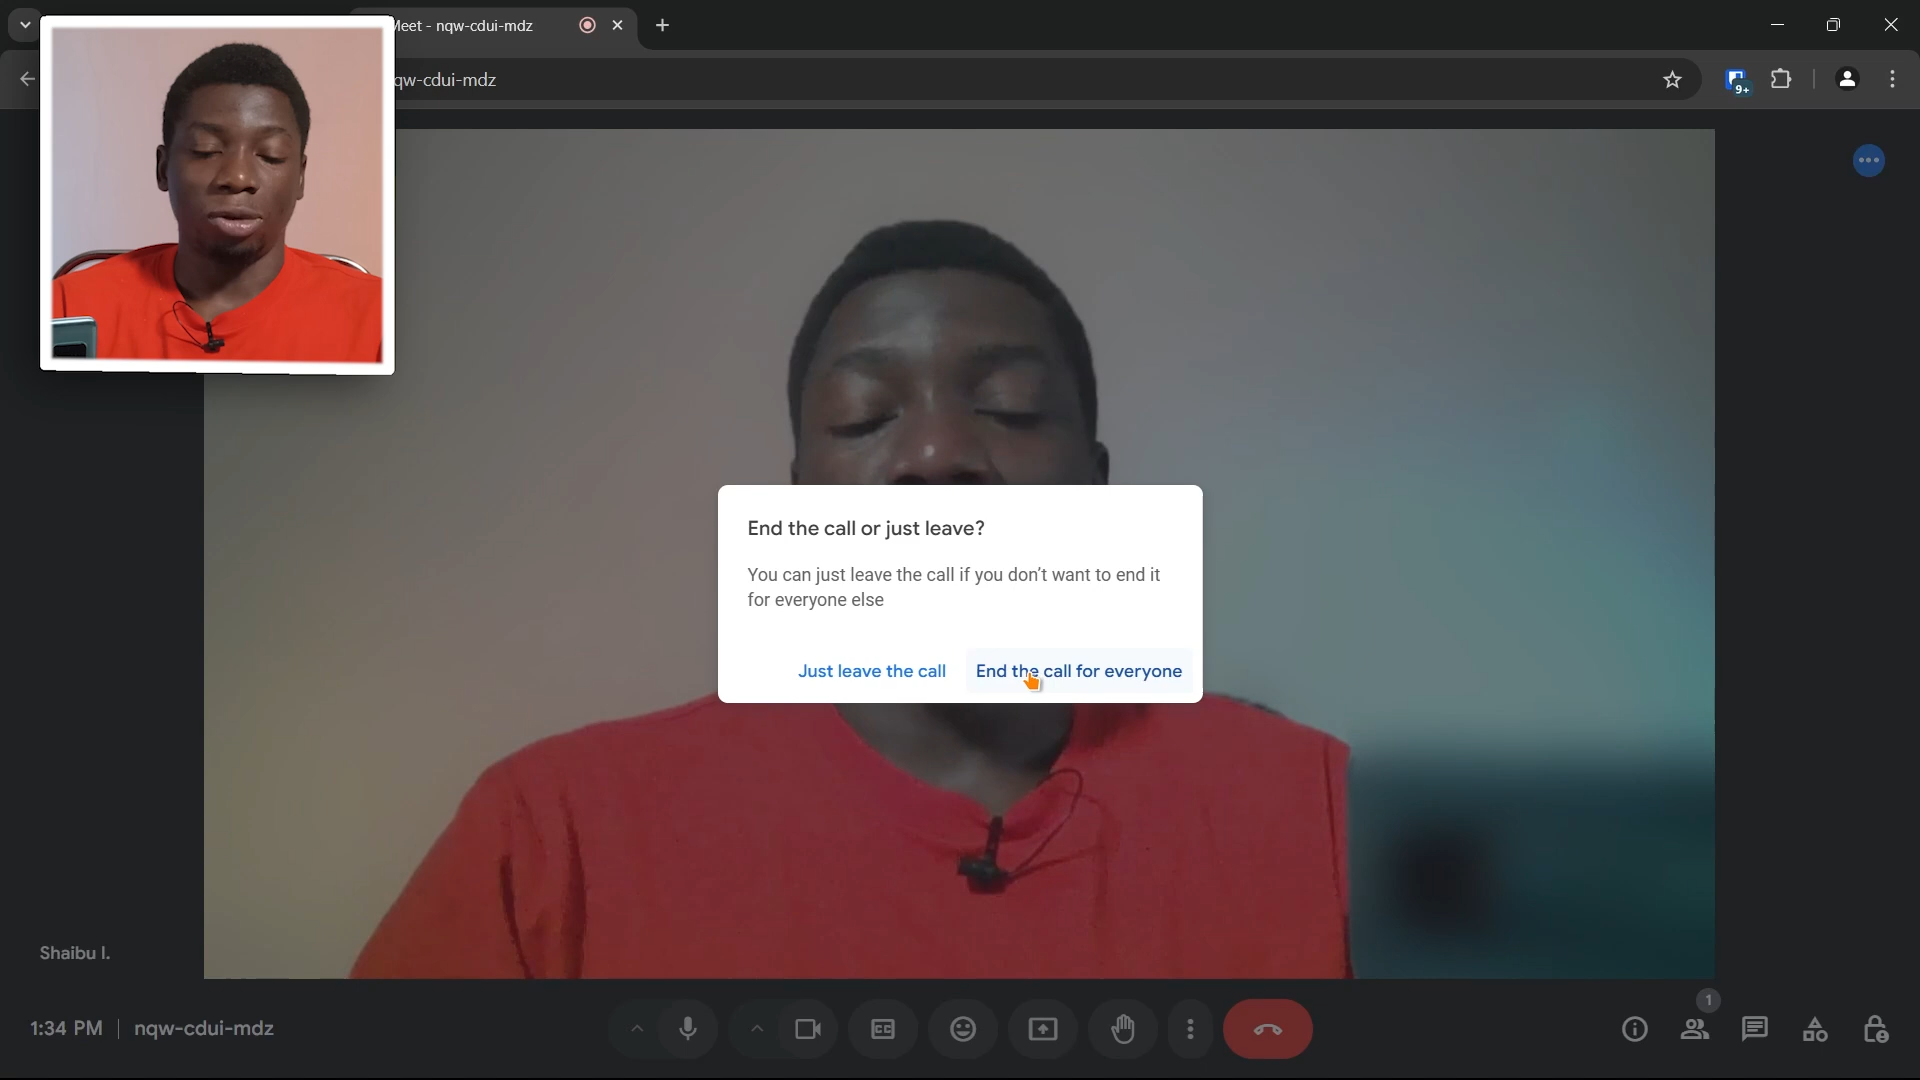 Meet - nqw-cdui-mdz
qw-cdui-mdz
9+
End the call or just leave?
You can just leave the call if you don't want to end it
for everyone else
Just leave the call
End the call for everyone
Shaibu I.
1:34 PM
nqw-cdui-mdz
CC
1